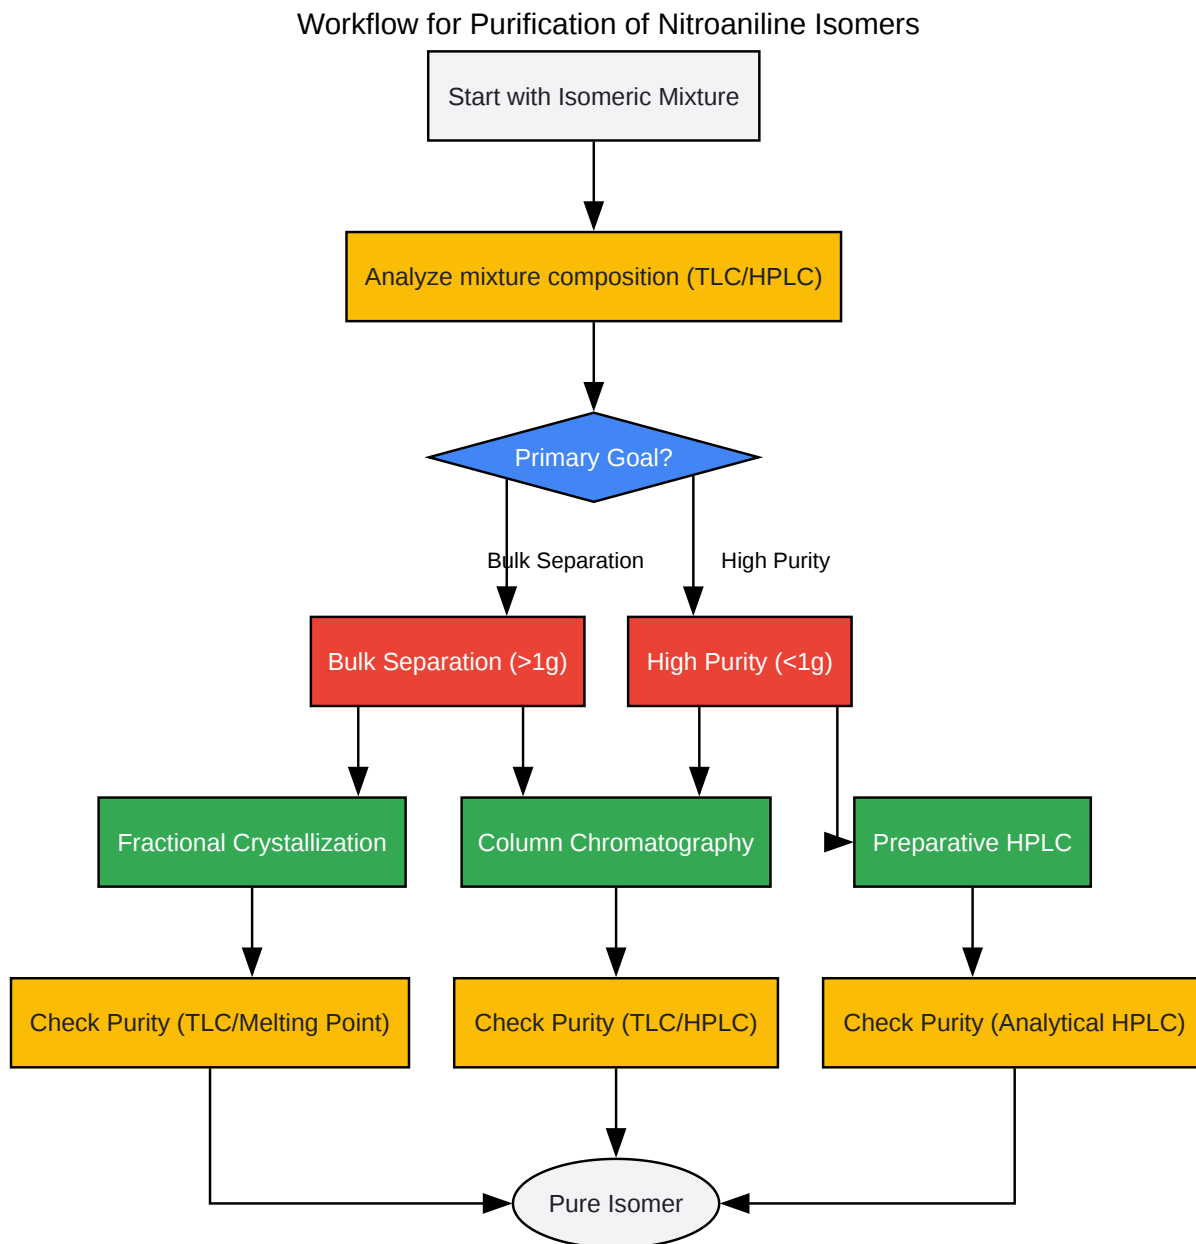 Workflow for Purification of Nitroaniline Isomers
Start with Isomeric Mixture
Analyze mixture composition (TLC/HPLC)
Primary Goal?
Bulk Separation
High Purity
Bulk Separation (>1g)
High Purity (<1g)
Fractional Crystallization
Column Chromatography
Preparative HPLC
Check Purity (TLC/Melting Point)
Check Purity (TLC/HPLC)
Check Purity (Analytical HPLC)
Pure Isomer